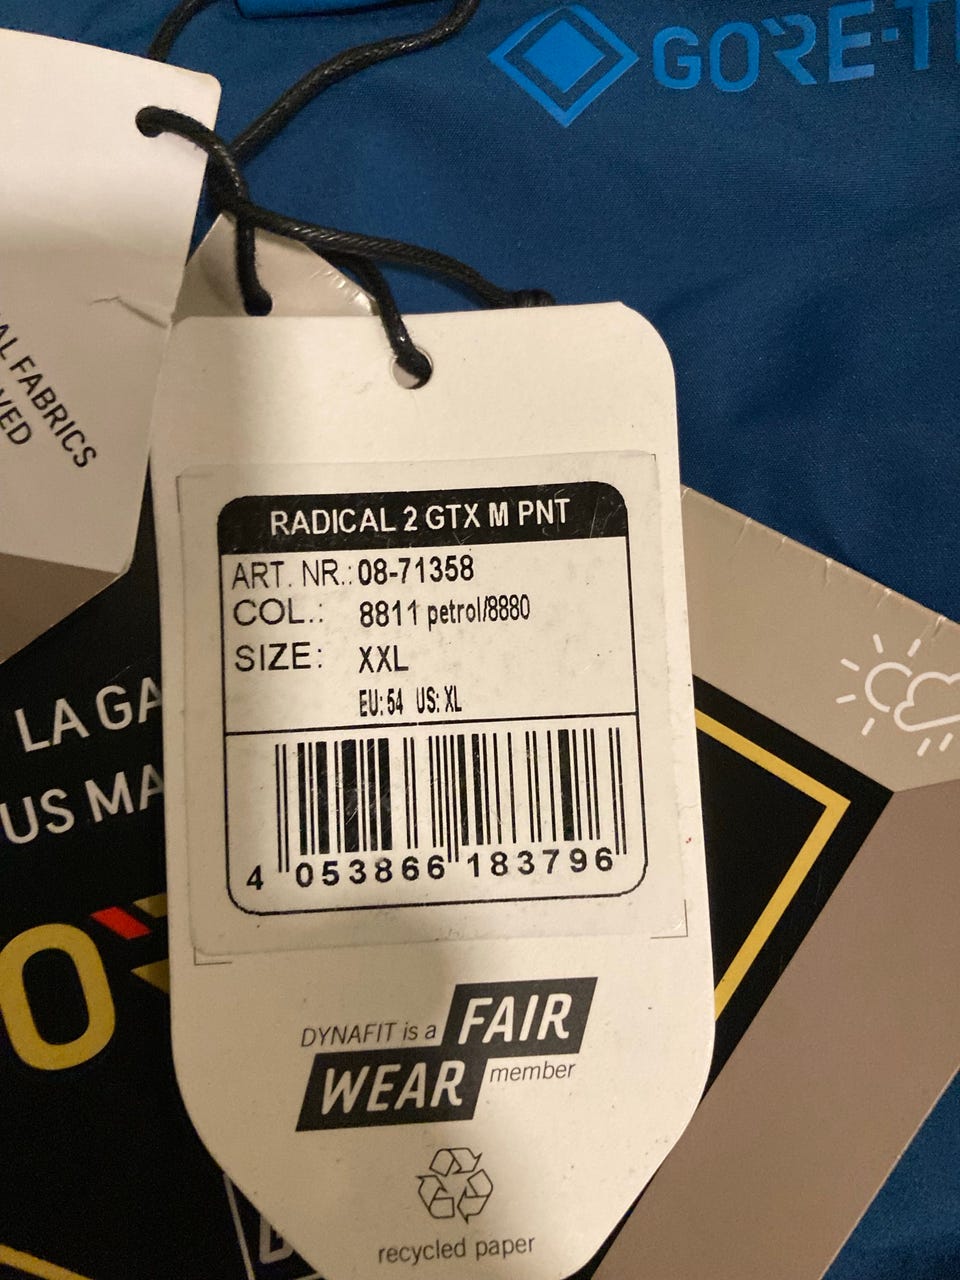 GORE-T
AL FABRICS
VED
RADICAL 2 GTX M PNT
ART. NR.: 08-71358
COL.: 8811 petrol/8880
SIZE: XXL
EU: 54 US: XL
4 053866 183796
LA GA
US MA
O
DYNAFIT is a FAIR
WEAR member
recycled paper